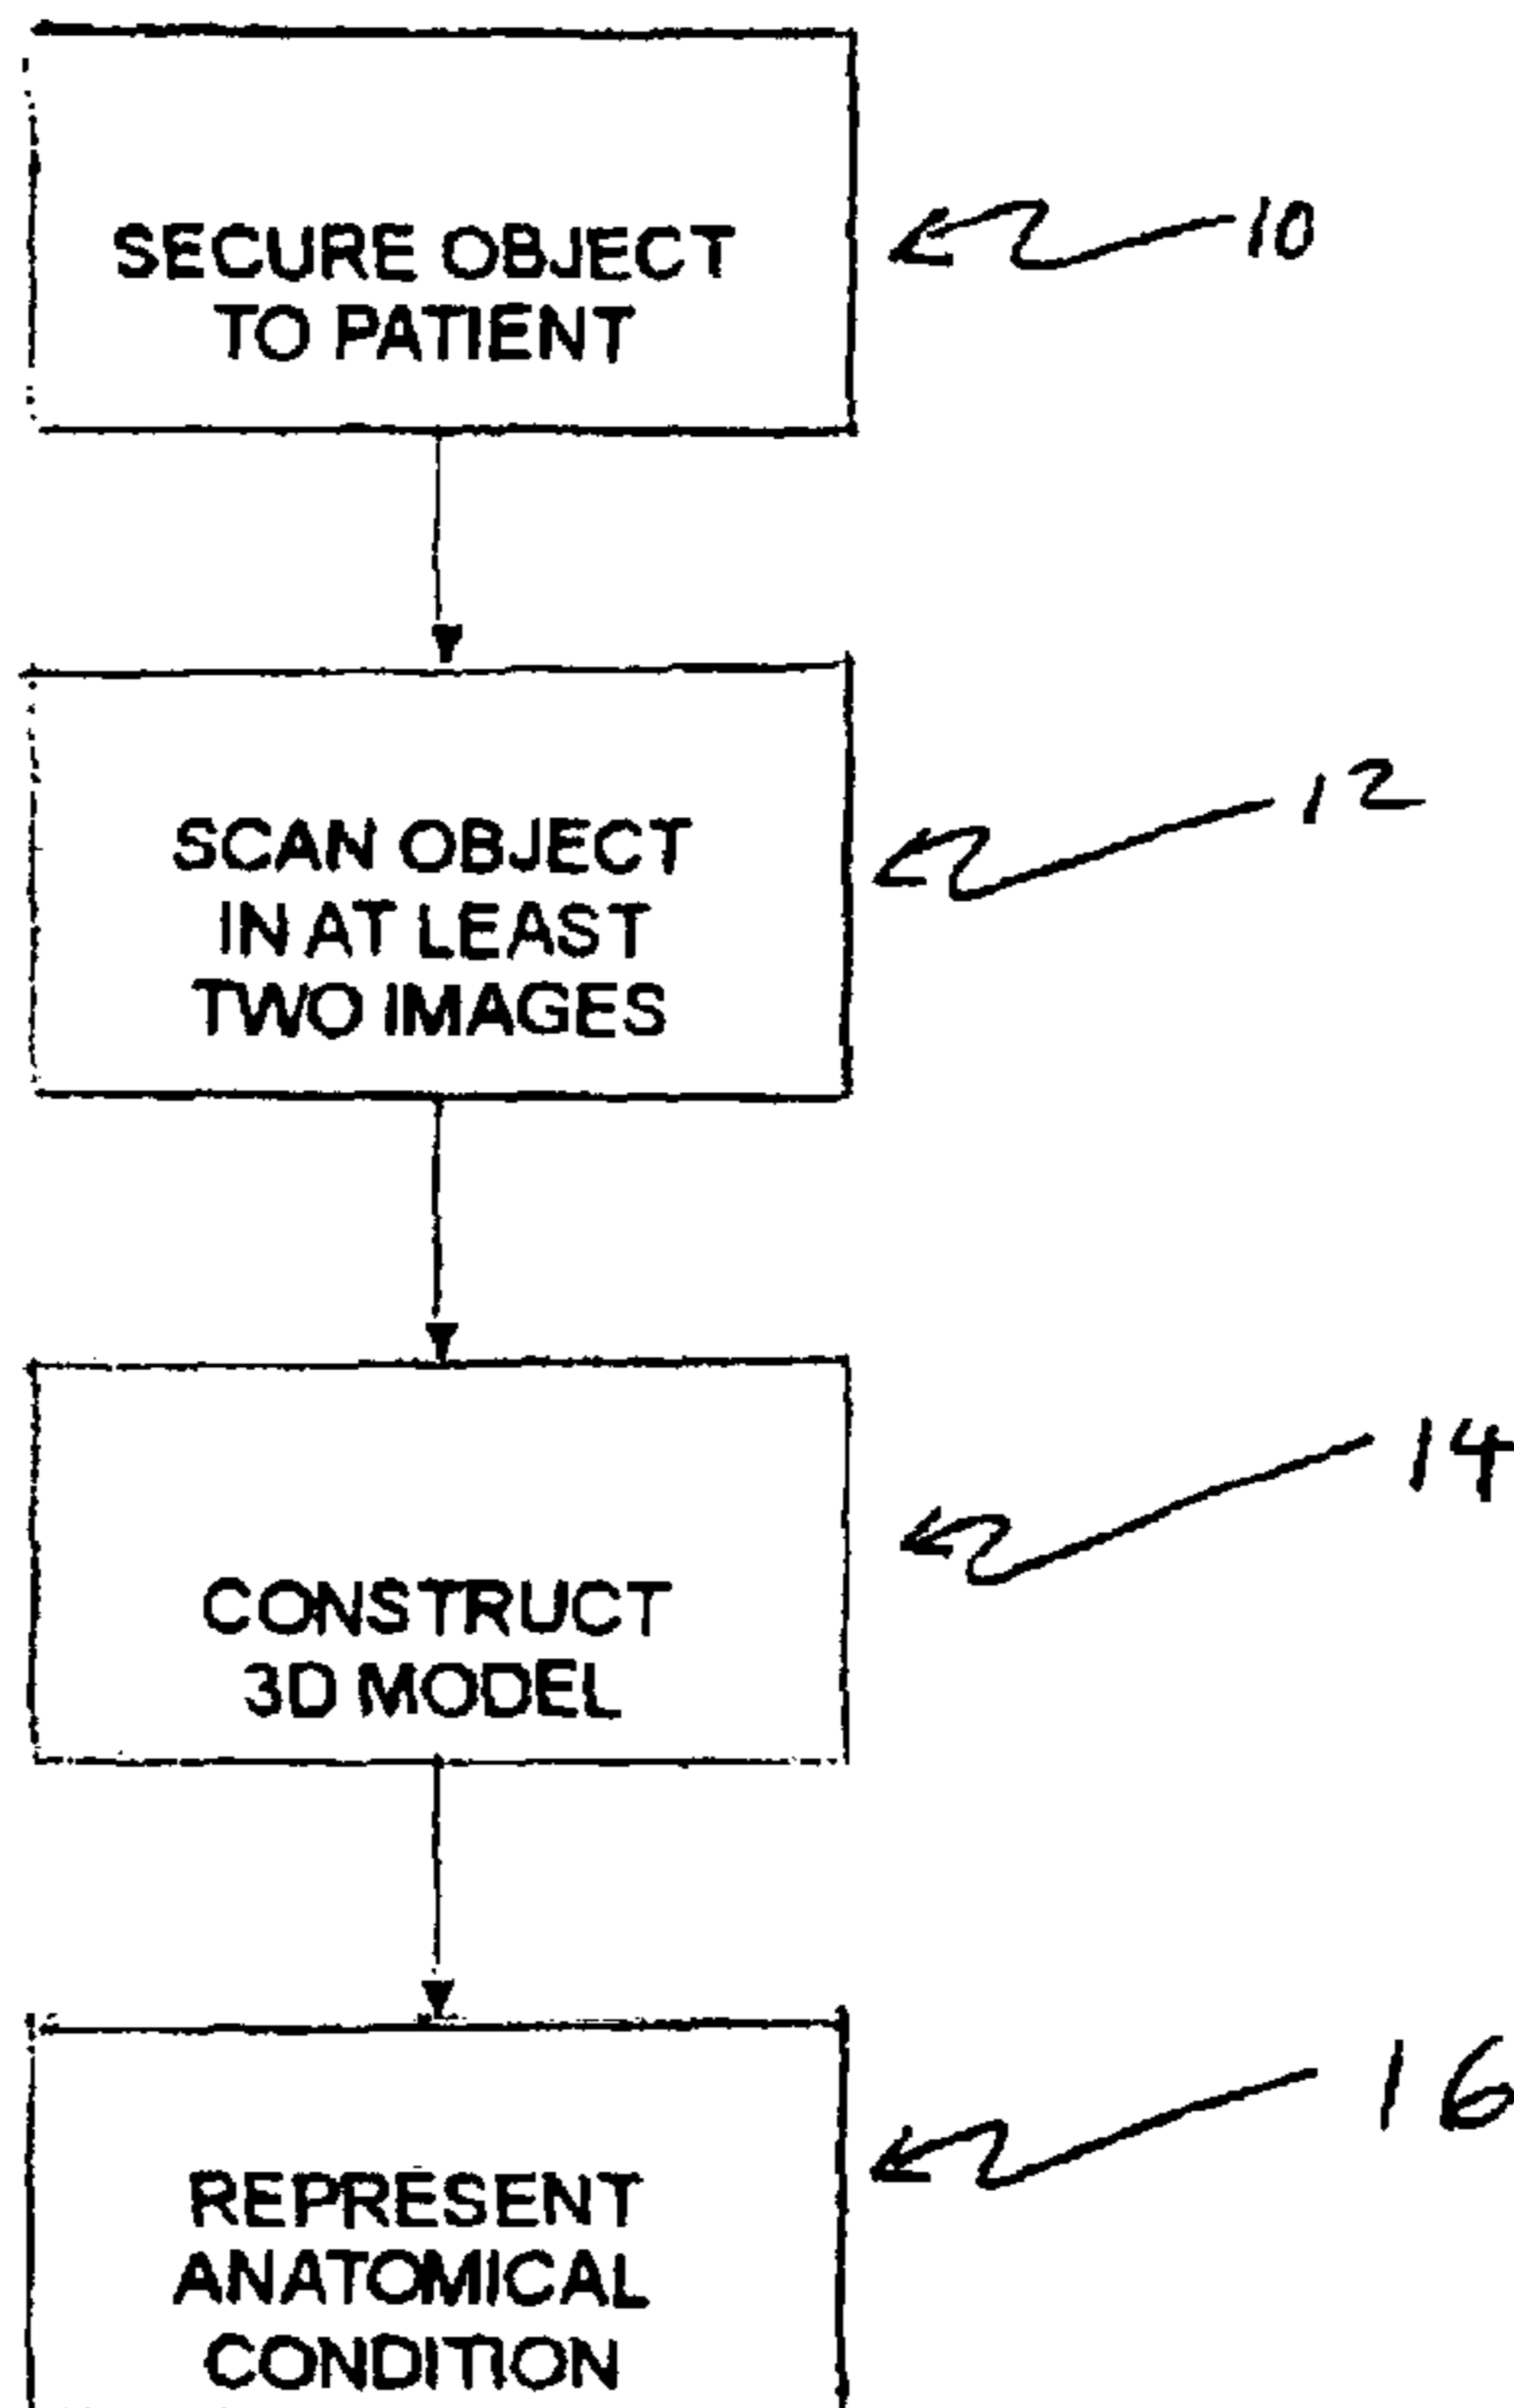 SECURE OBJECT
TO PATIENT
10
SCAN OBJECT
IN AT LEAST
TWO IMAGES
12
CONSTRUCT
3D MODEL
14
REPRESENT
ANATOMICAL
CONDITION
16